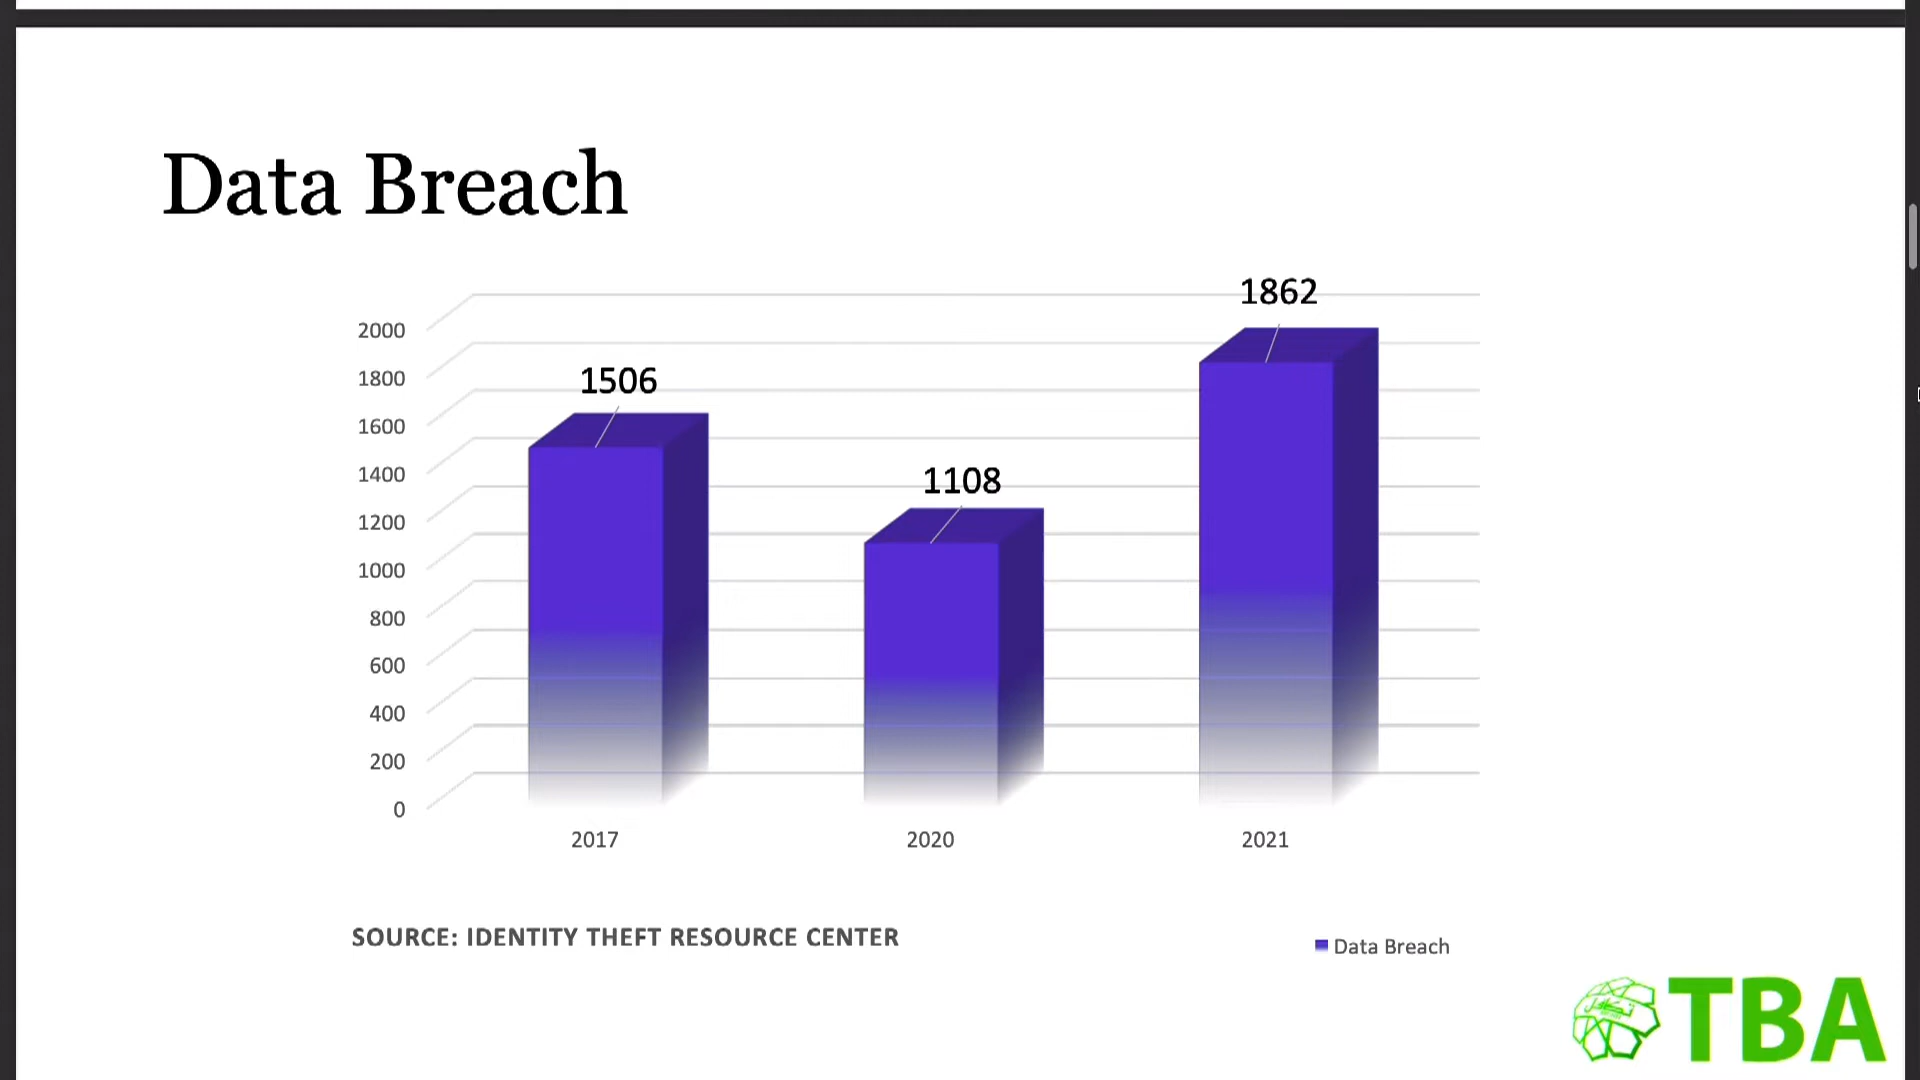 Data Breach
1862
2000
1506
1800
1600
1108
1400
1200
1000
800
600
400
200
0
2017 2020 2021
SOURCE: IDENTITY THEFT RESOURCE CENTER
Data Breach
TBA